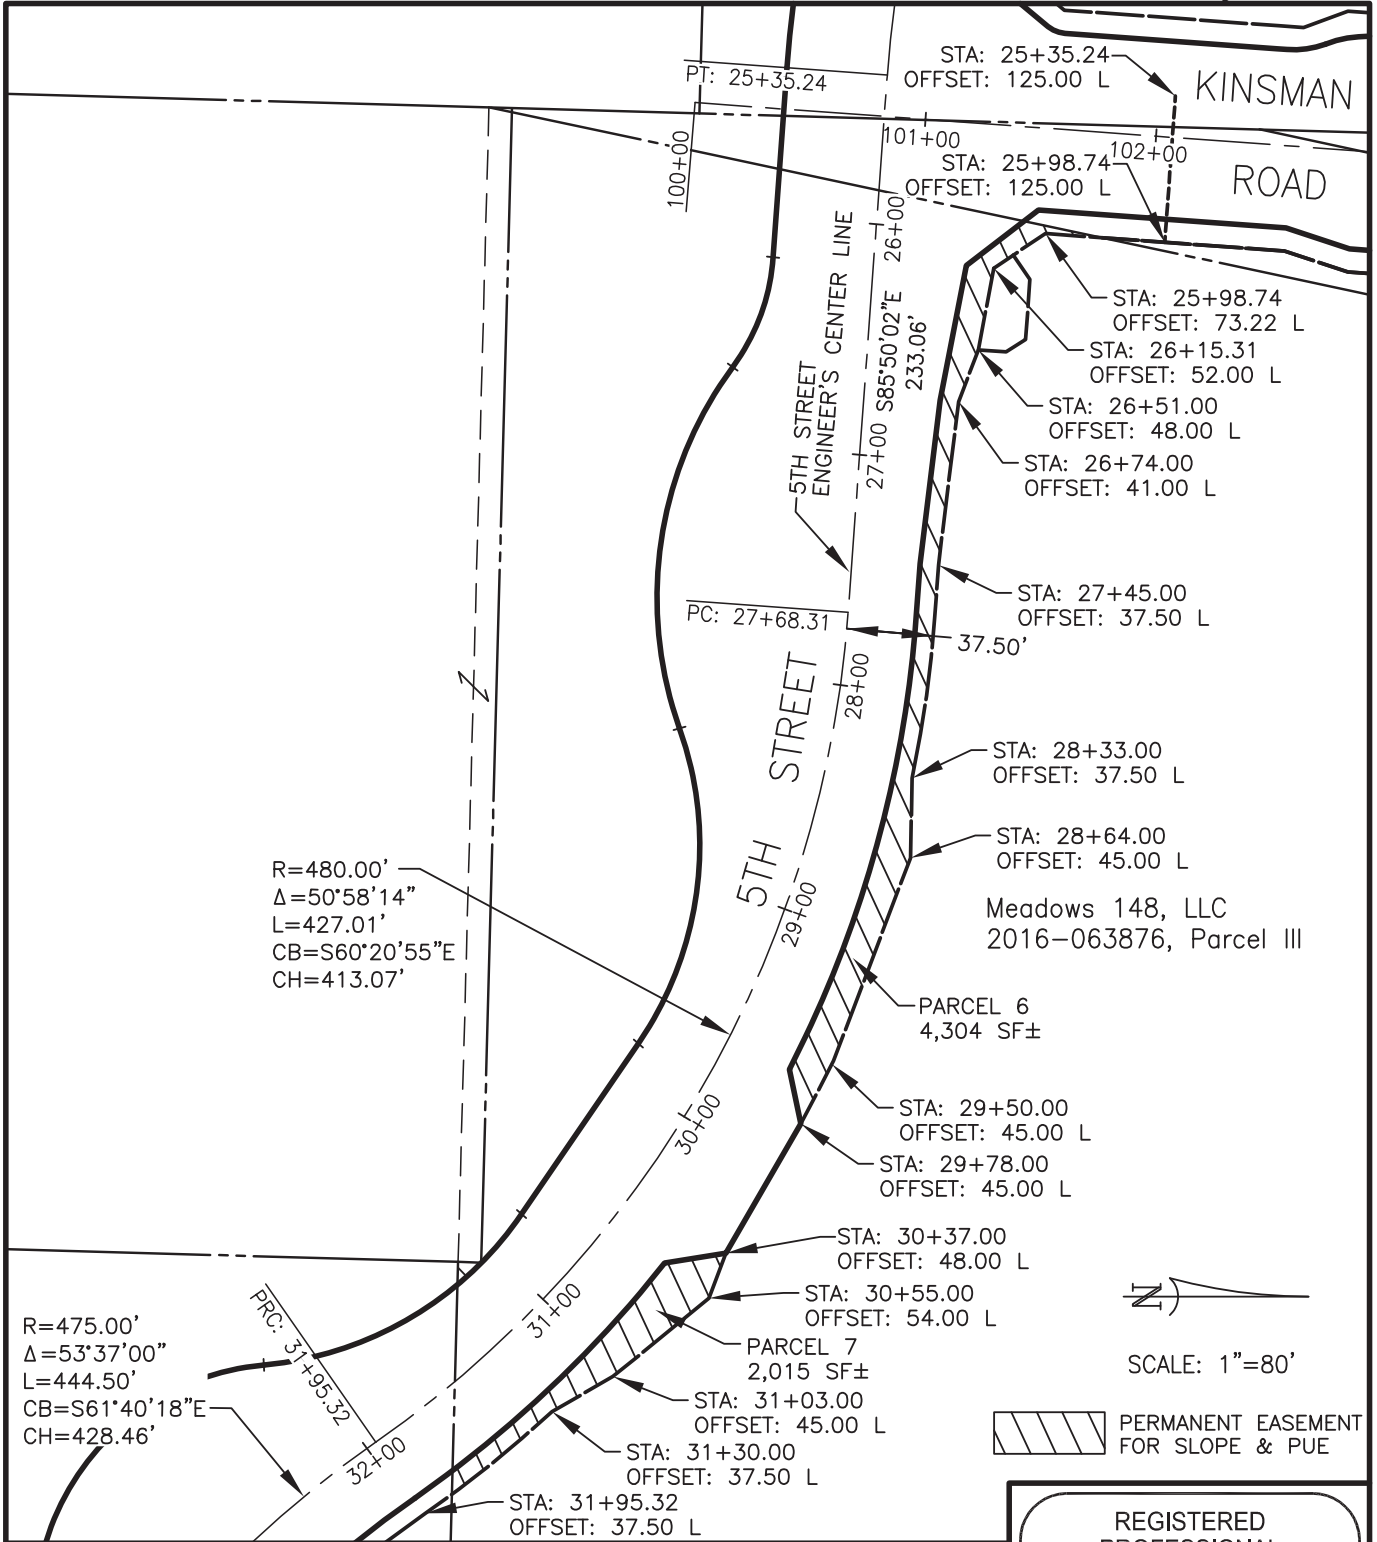 STA: 25+35.24
OFFSET: 125.00 L
KINSMAN
PT: 25+35.24
101+00
102+00
100+00
STA: 25+98.74
OFFSET: 125.00 L
ROAD
26+00
5TH STREET
ENGINEER'S CENTER LINE
27+00 S85°50'02"E
233.06'
STA: 25+98.74
OFFSET: 73.22 L
STA: 26+15.31
OFFSET: 52.00 L
STA: 26+51.00
OFFSET: 48.00 L
STA: 26+74.00
OFFSET: 41.00 L
STA: 27+45.00
OFFSET: 37.50 L
PC: 27+68.31
37.50'
28+00
5TH STREET
STA: 28+33.00
OFFSET: 37.50 L
STA: 28+64.00
OFFSET: 45.00 L
R=480.00'
Δ=50°58'14"
L=427.01'
CB=S60°20'55"E
CH=413.07'
29+00
Meadows 148, LLC
2016-063876, Parcel III
PARCEL 6
4,304 SF±
STA: 29+50.00
OFFSET: 45.00 L
30+00
STA: 29+78.00
OFFSET: 45.00 L
STA: 30+37.00
OFFSET: 48.00 L
STA: 30+55.00
OFFSET: 54.00 L
31+00
PRC: 31+95.32
N
R=475.00'
Δ=53°37'00"
L=444.50'
CB=S61°40'18"E
CH=428.46'
PARCEL 7
2,015 SF±
SCALE: 1"=80'
STA: 31+03.00
OFFSET: 45.00 L
PERMANENT EASEMENT
FOR SLOPE & PUE
32+00
STA: 31+30.00
OFFSET: 37.50 L
STA: 31+95.32
OFFSET: 37.50 L
REGISTERED
PROFESSIONAL